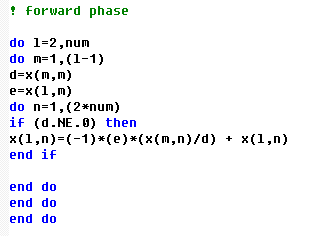 ! forward phase
do l=2,num
do m=1,(l-1)
d=x(m,m)
e=x(l,m)
do n=1,(2*num)
if (d.NE.0) then
x(l,n)=(-1)*(e)*(x(m,n)/d) + x(l,n)
end if
end do
end do
end do